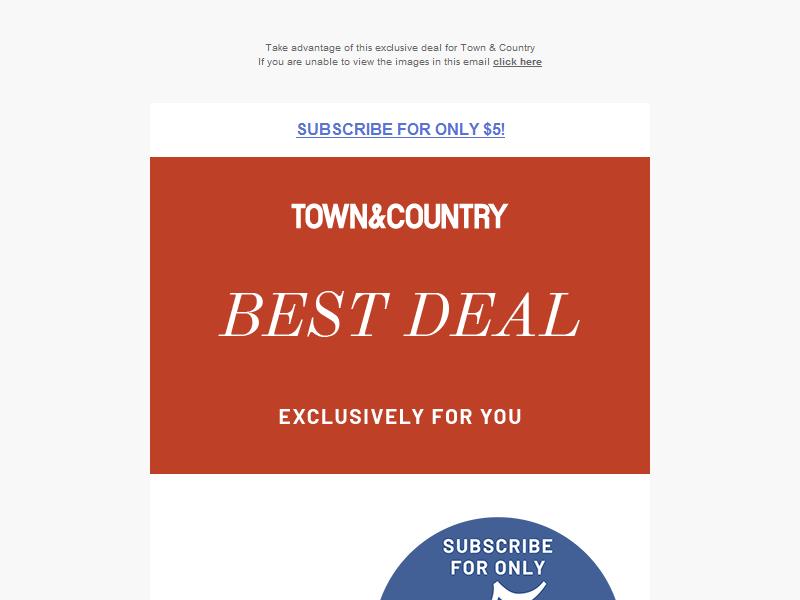 Take advantage of this exclusive deal for Town & Country
If you are unable to view the images in this email click here
SUBSCRIBE FOR ONLY $5!
TOWN&COUNTRY
BEST DEAL
EXCLUSIVELY FOR YOU
SUBSCRIBE
FOR ONLY